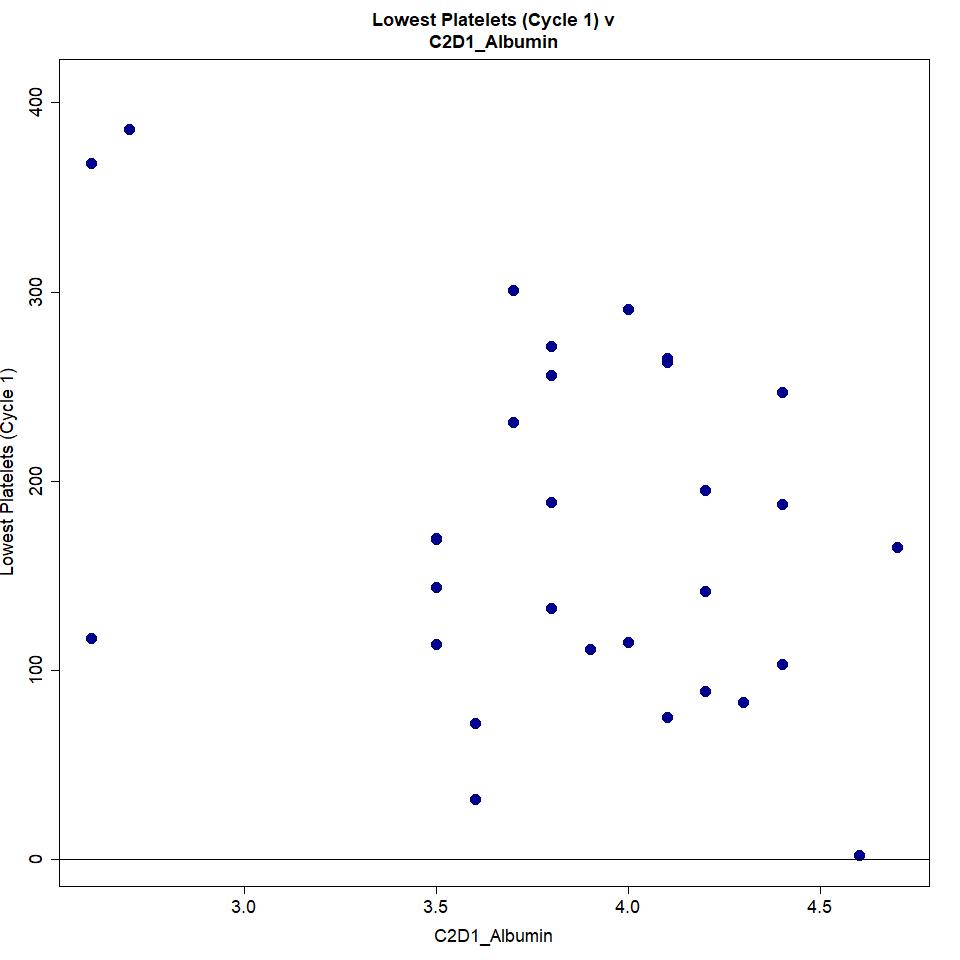 Lowest Platelets (Cycle 1) v
C2D1_Albumin
400
300
200
100
0
Lowest Platelets (Cycle 1)
3.0
3.5
4.0
4.5
C2D1_Albumin